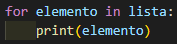 for elemento in lista:
    print(elemento)